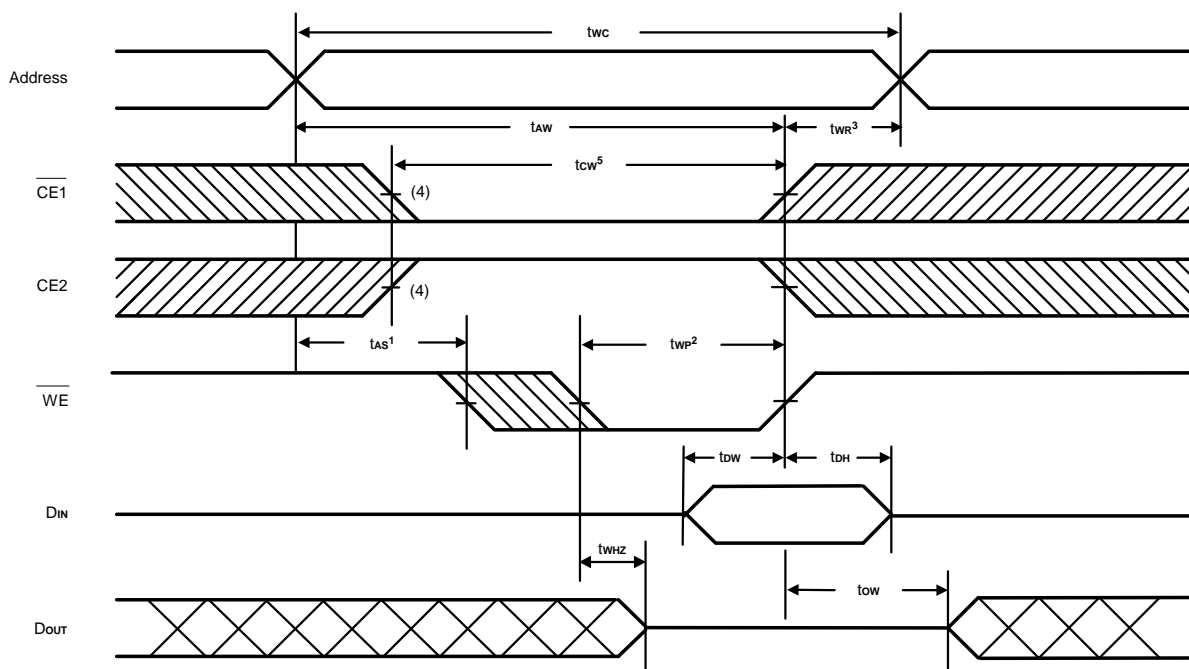 tWC
Address
tAW
tWR³
tCW⁵
CE1
(4)
CE2
(4)
tAS¹
tWP²
WE
tDW
tDH
DIN
tWHZ
tOW
DOUT